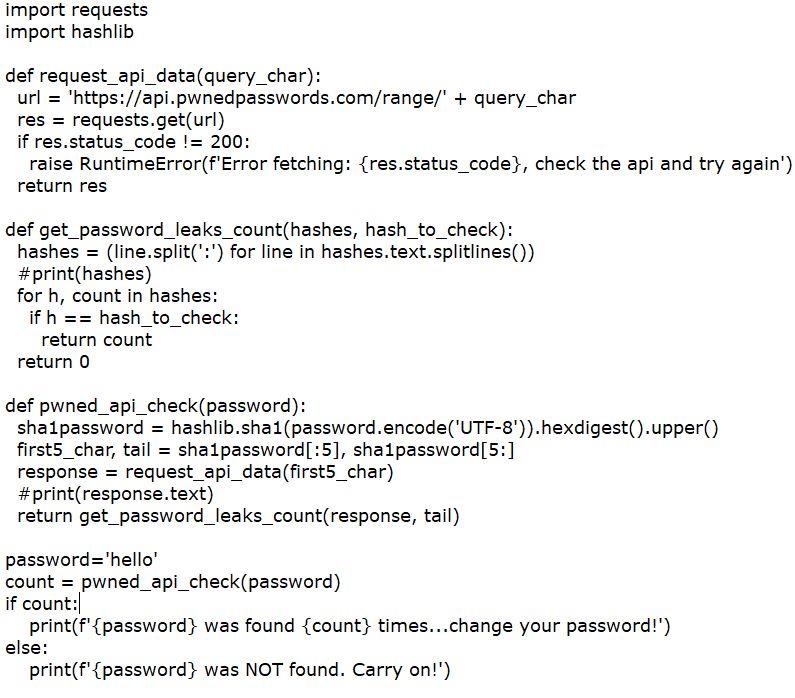 import requests
import hashlib
def request_api_data(query_char):
  url = 'https://api.pwnedpasswords.com/range/' + query_char
  res = requests.get(url)
  if res.status_code != 200:
    raise RuntimeError(f'Error fetching: {res.status_code}, check the api and try again')
  return res
def get_password_leaks_count(hashes, hash_to_check):
  hashes = (line.split(':') for line in hashes.text.splitlines())
  #print(hashes)
  for h, count in hashes:
    if h == hash_to_check:
      return count
  return 0
def pwned_api_check(password):
  sha1password = hashlib.sha1(password.encode('UTF-8')).hexdigest().upper()
  first5_char, tail = sha1password[:5], sha1password[5:]
  response = request_api_data(first5_char)
  #print(response.text)
  return get_password_leaks_count(response, tail)
password='hello'
count = pwned_api_check(password)
if count:
    print(f'{password} was found {count} times...change your password!')
else:
    print(f'{password} was NOT found. Carry on!')